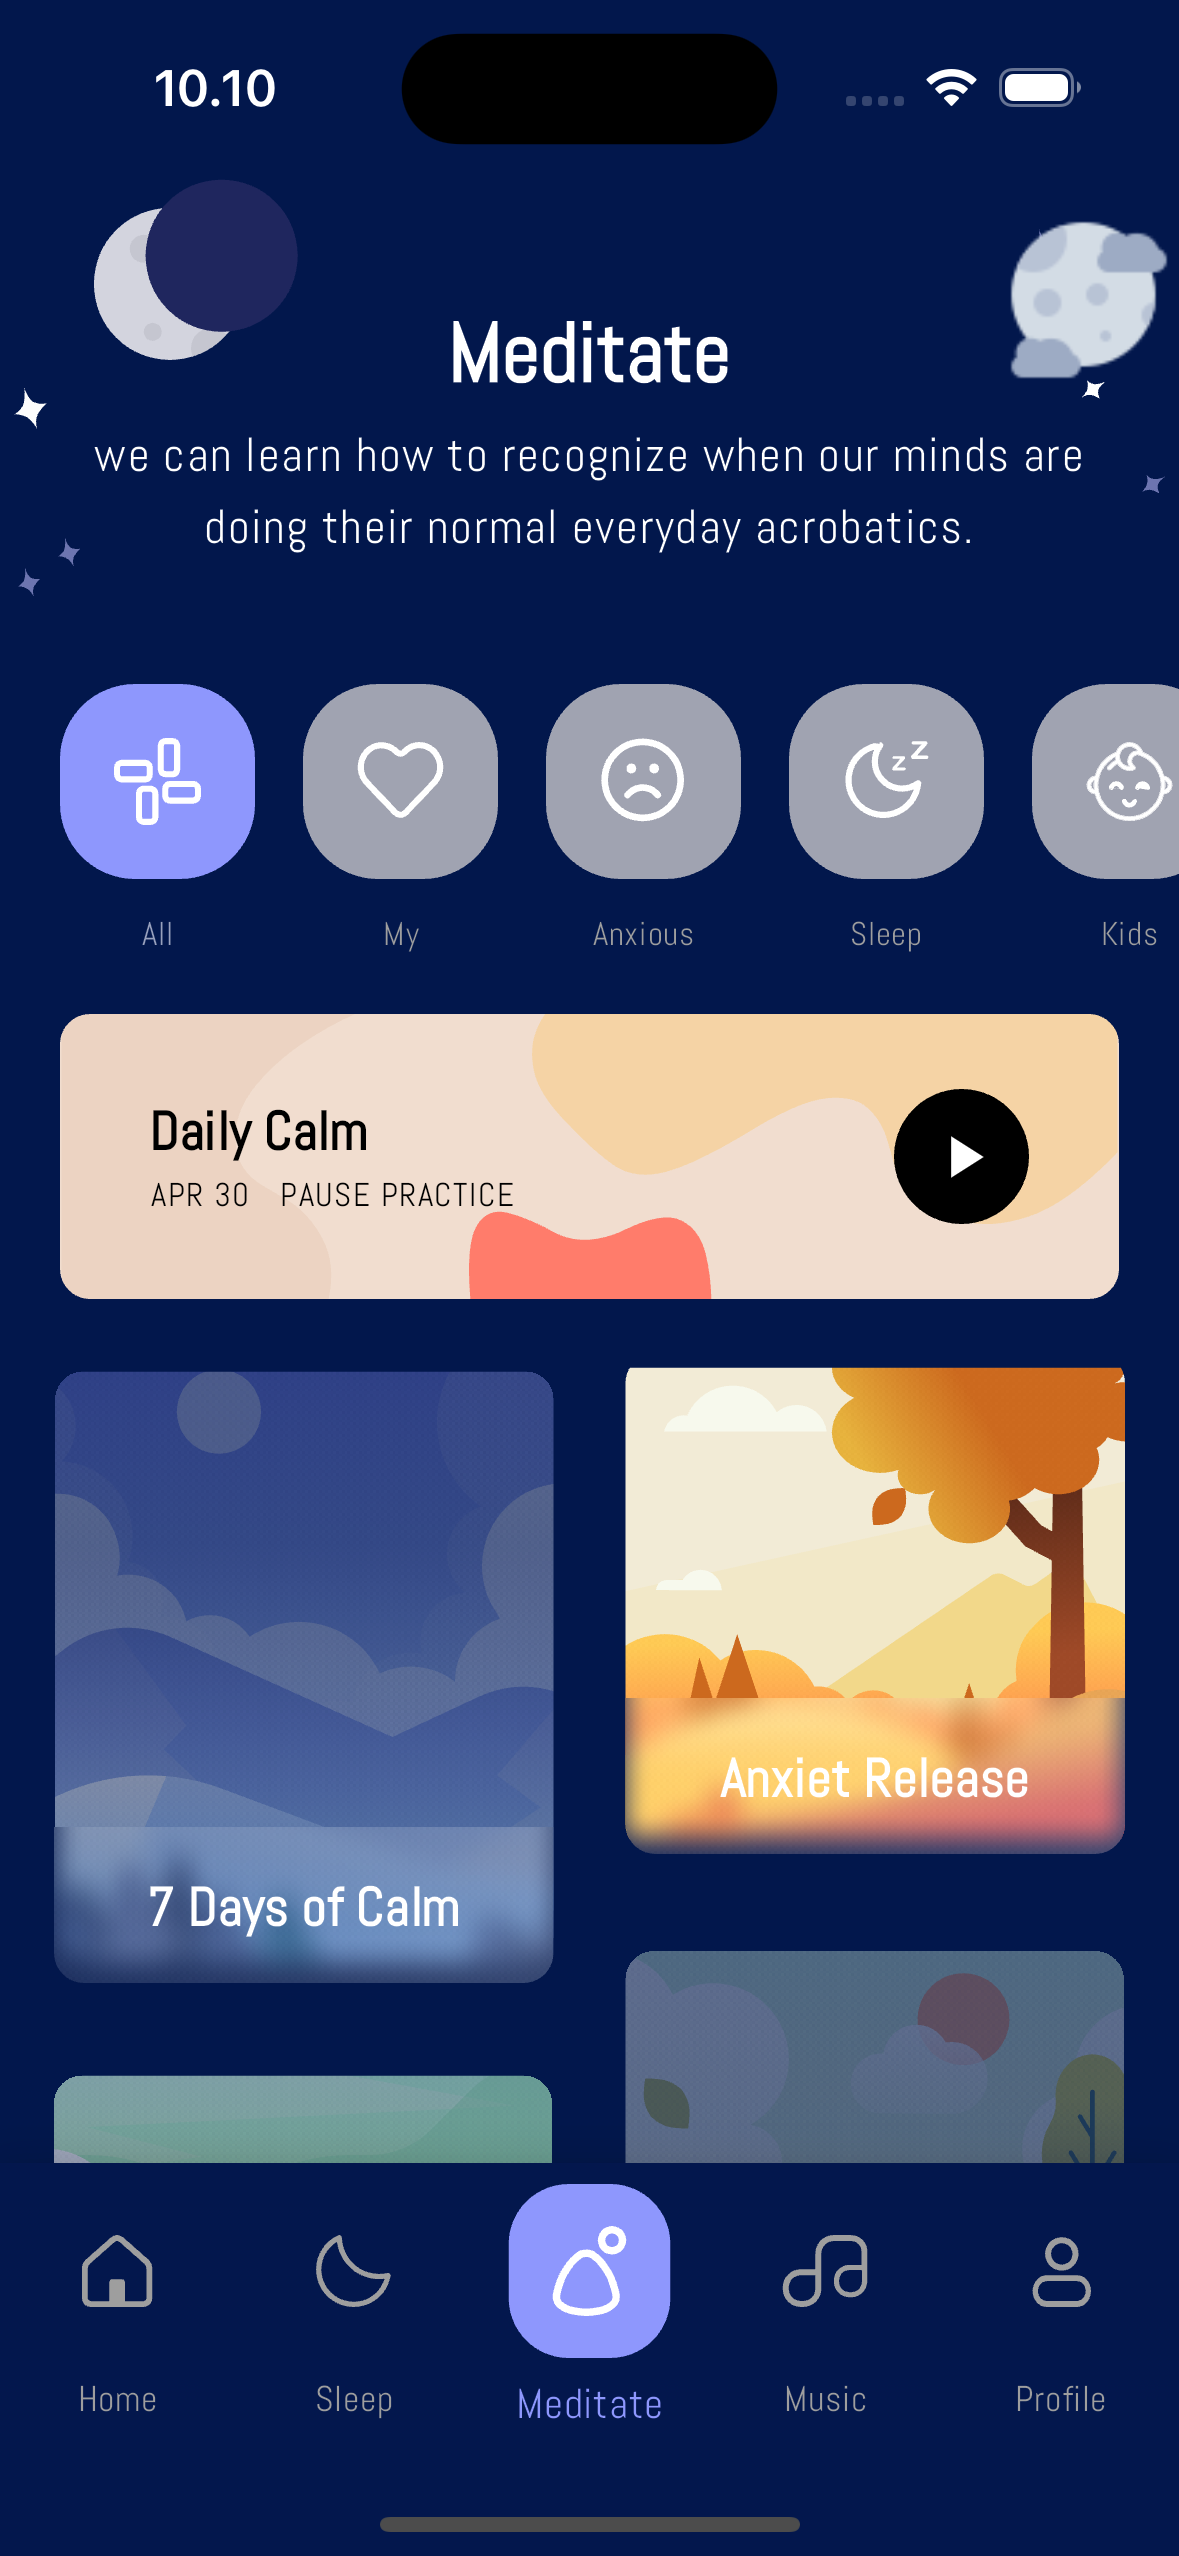 10.10
Meditate
we can learn how to recognize when our minds are
doing their normal everyday acrobatics.
All
My
Anxious
Sleep
Kids
Daily Calm
APR 30 PAUSE PRACTICE
Anxiet Release
7 Days of Calm
Home
Sleep
Meditate
Music
Profile